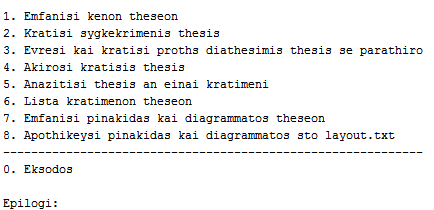 1. Emfanisi kenon theseon
2. Kratisi sygkekrimenis thesis
3. Evresi kai kratisi proths diathesimis thesis se parathiro
4. Akirosi kratisis thesis
5. Anazitisi thesis an einai kratimeni
6. Lista kratimenon theseon
7. Emfanisi pinakidas kai diagrammatos theseon
8. Apothikeysi pinakidas kai diagrammatos sto layout.txt
------------------------------------------------------------
0. Eksodos
Epilogi: